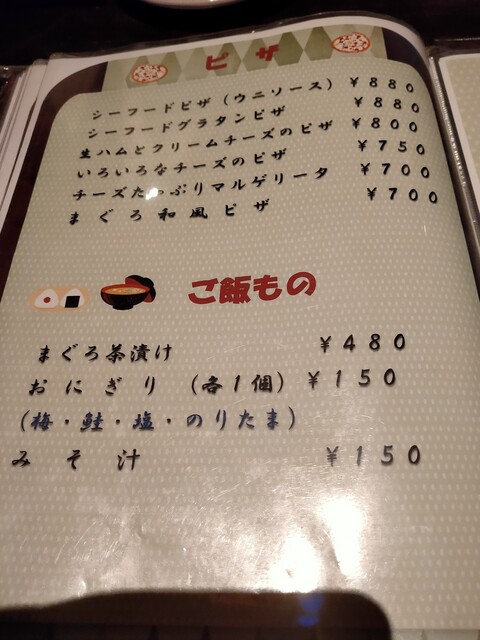 ピザ
シーフードピザ（ウニソース） ￥880
シーフードグラタンピザ ￥880
生ハムとクリームチーズのピザ ￥800
いろいろなチーズのピザ ￥750
チーズたっぷりマルゲリータ ￥700
まぐろ和風ピザ ￥700
ご飯もの
まぐろ茶漬け ￥480
おにぎり（各1個） ￥150
（梅・鮭・塩・のりたま）
みそ汁 ￥150